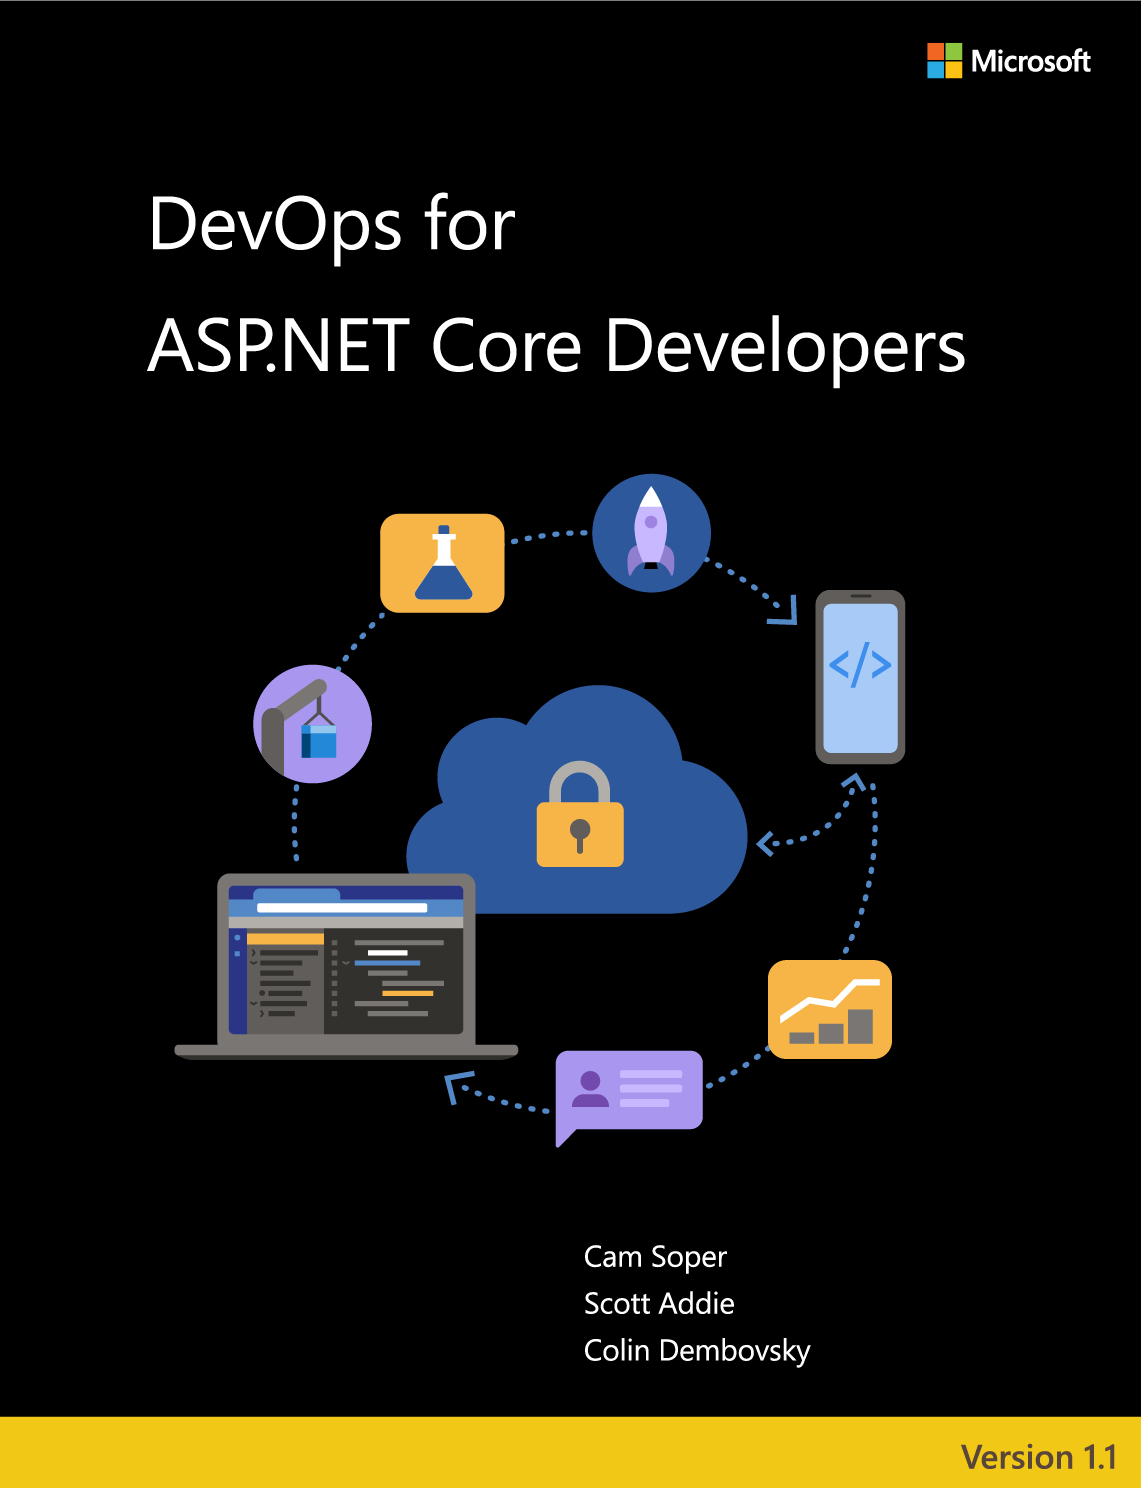 Microsoft
DevOps for
ASP.NET Core Developers
</>
Cam Soper
Scott Addie
Colin Dembovsky
Version 1.1